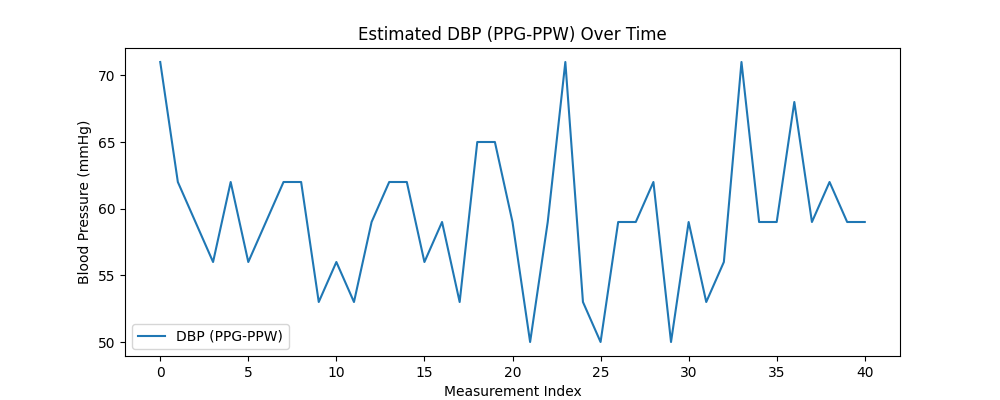 Estimated DBP (PPG-PPW) Over Time
Blood Pressure (mmHg)
70
65
60
55
50
DBP (PPG-PPW)
0 5 10 15 20 25 30 35 40
Measurement Index